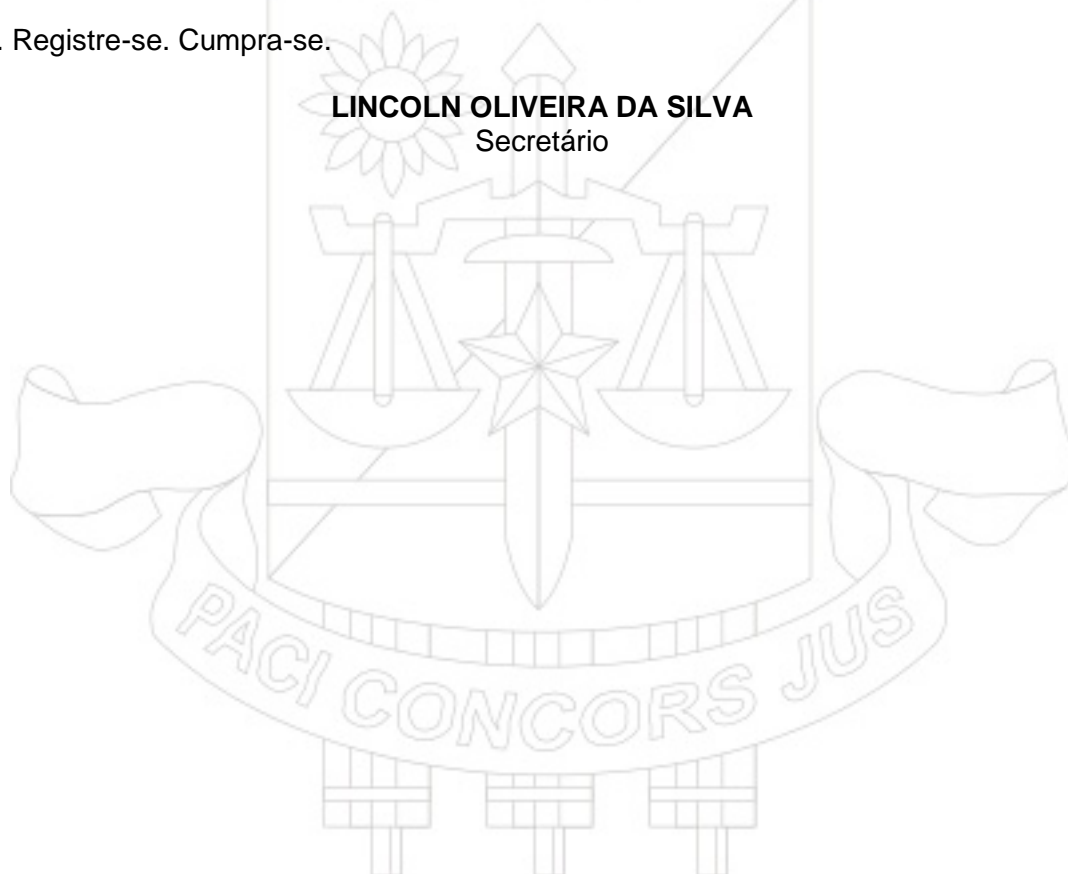 . Registre-se. Cumpra-se.
LINCOLN OLIVEIRA DA SILVA
Secretário
PACI CONCORS JUS